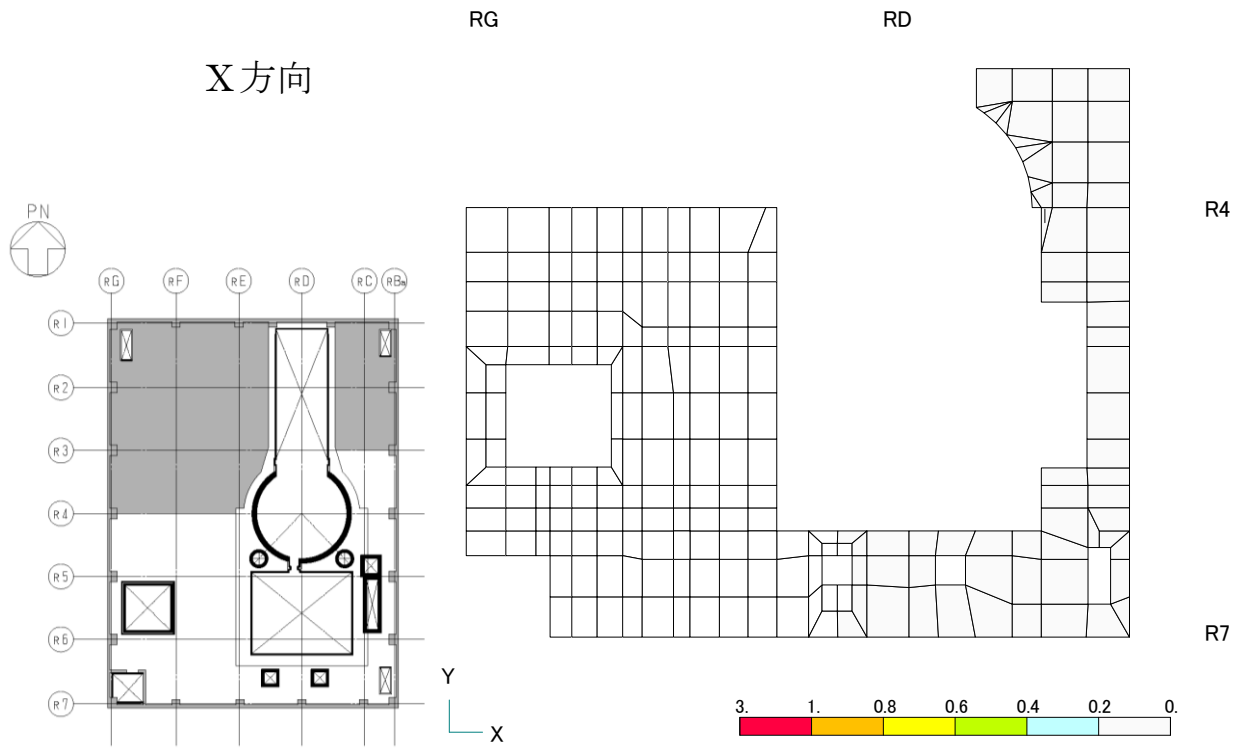 RG RD
X 方向
R4
PN
RG RF RE RD RC RBm
R1
R2
R3
R4
R5
R6
R7
R7
Y
X
3. 1. 0.8 0.6 0.4 0.2 0.